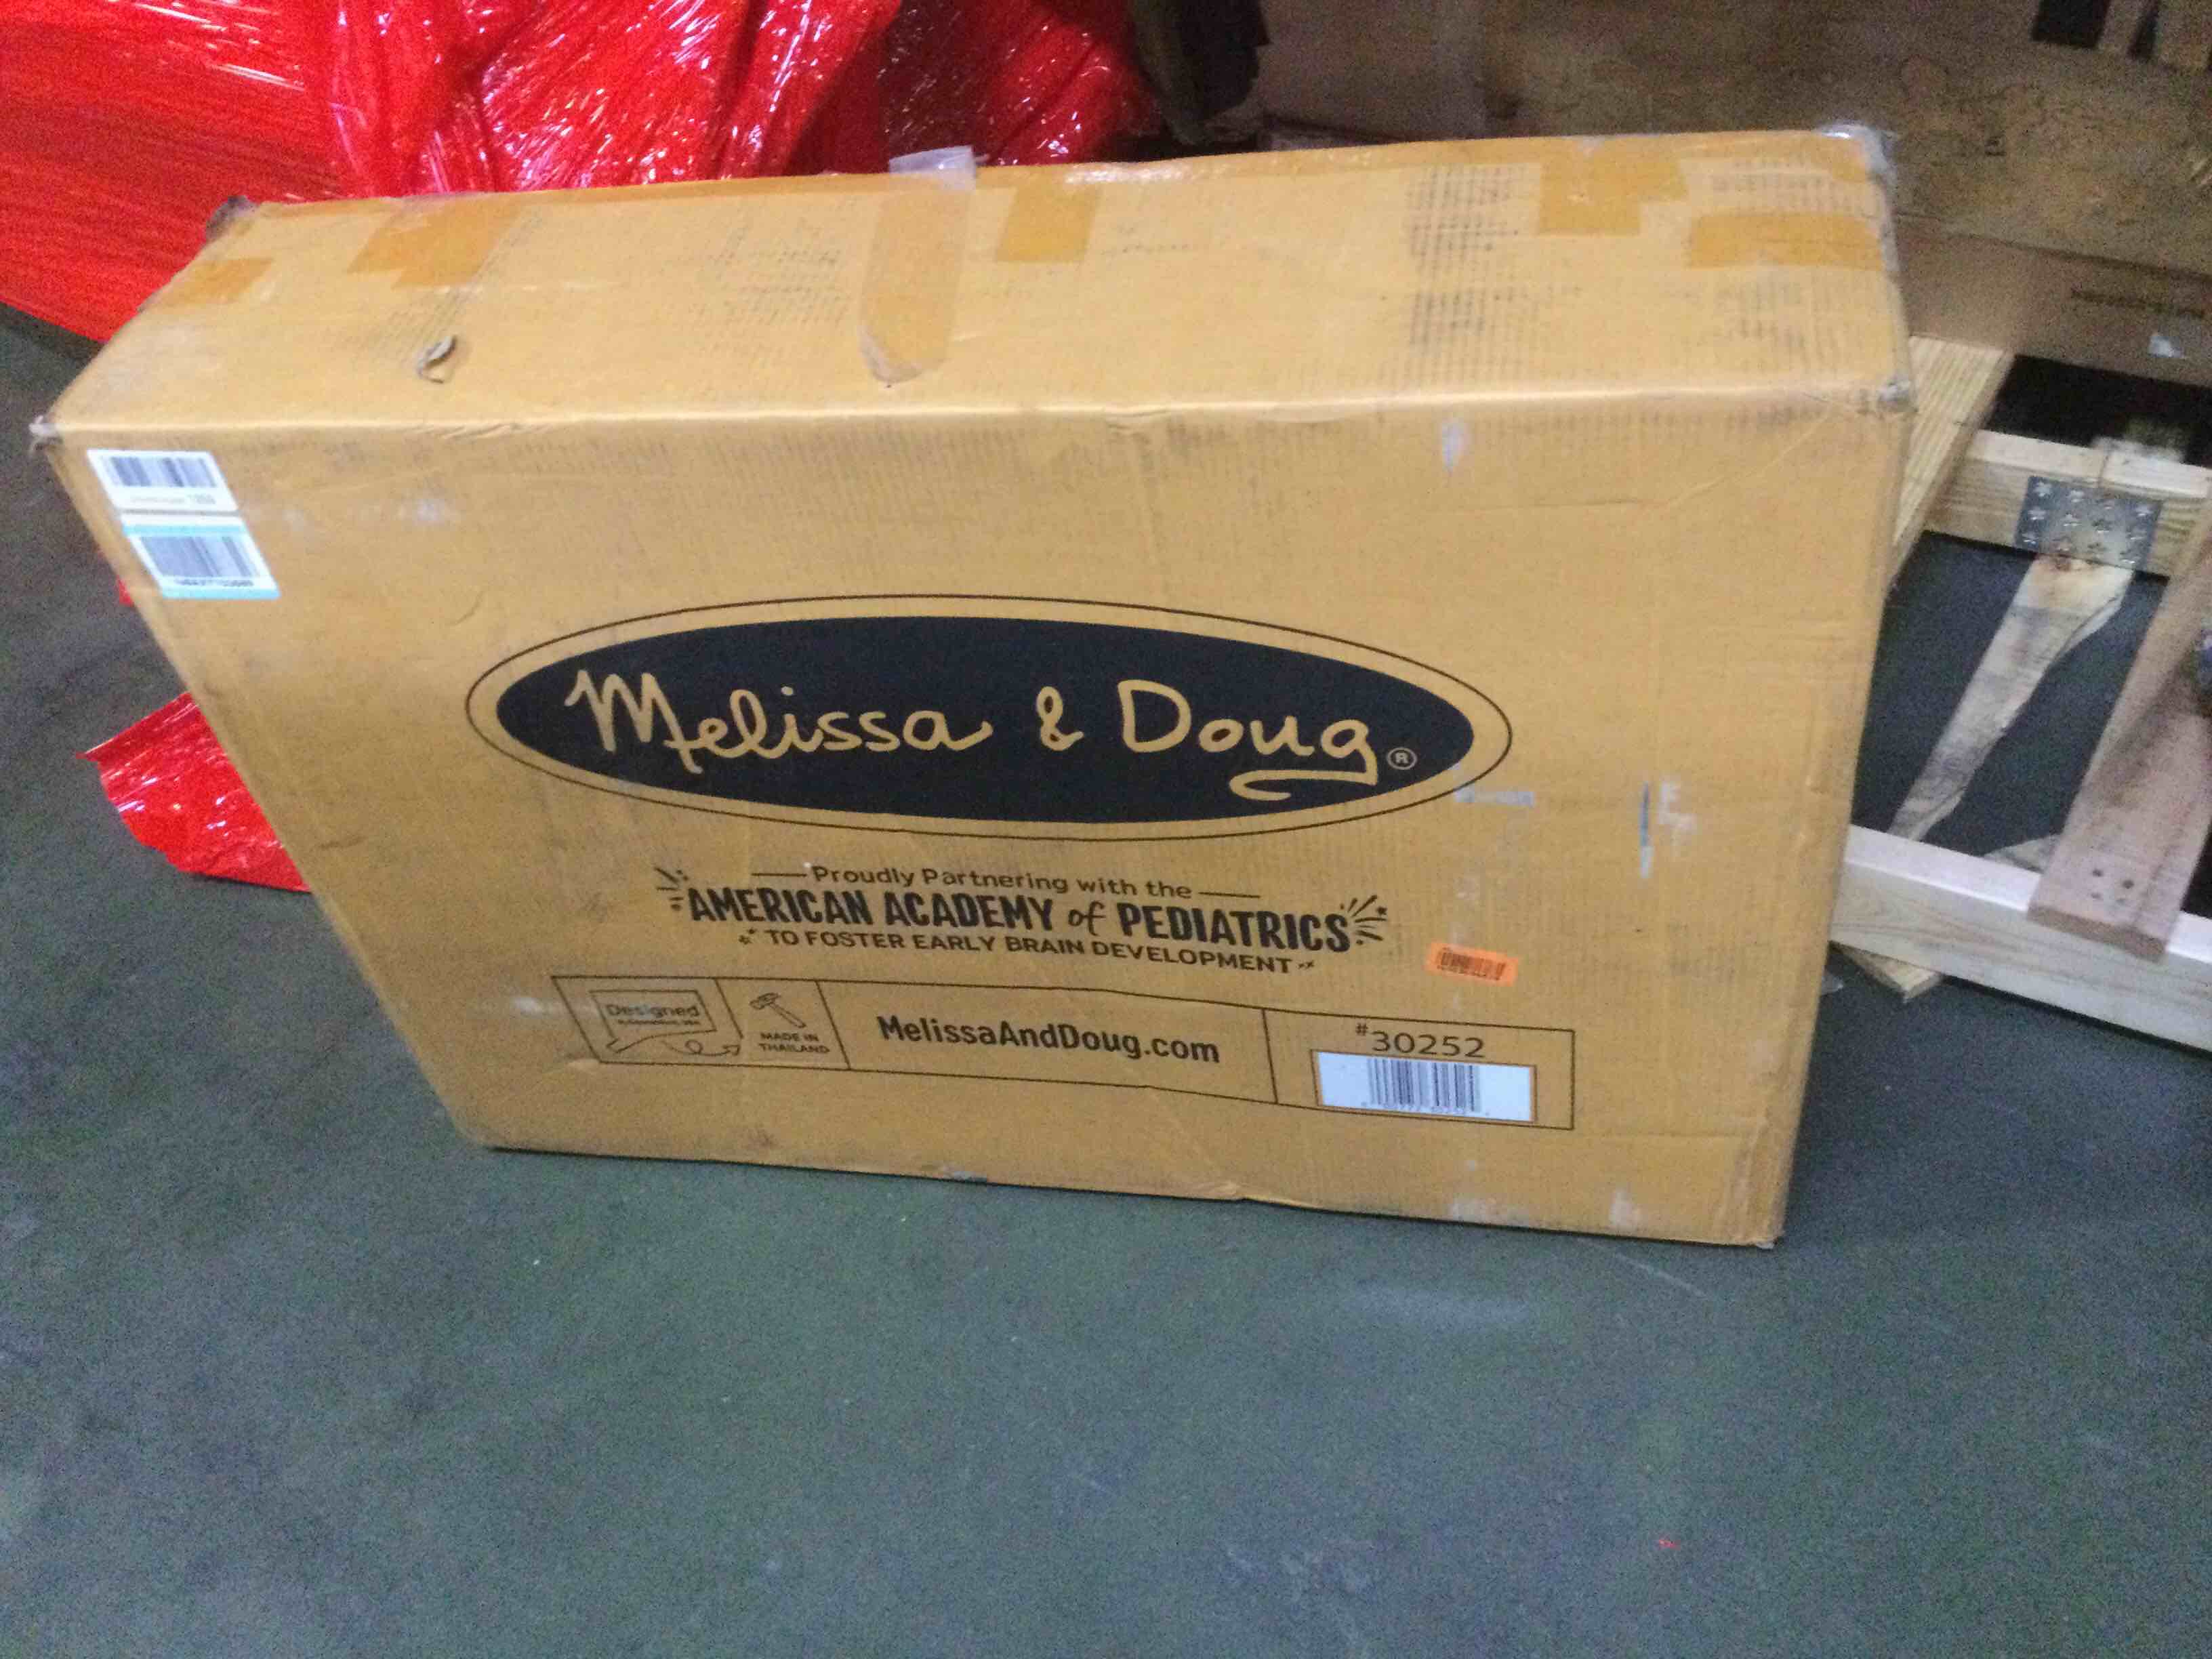 Melissa & Doug®
Proudly Partnering with the
AMERICAN ACADEMY of PEDIATRICS
TO FOSTER EARLY BRAIN DEVELOPMENT
Designed
MADE IN
THAILAND
MelissaAndDoug.com
#30252